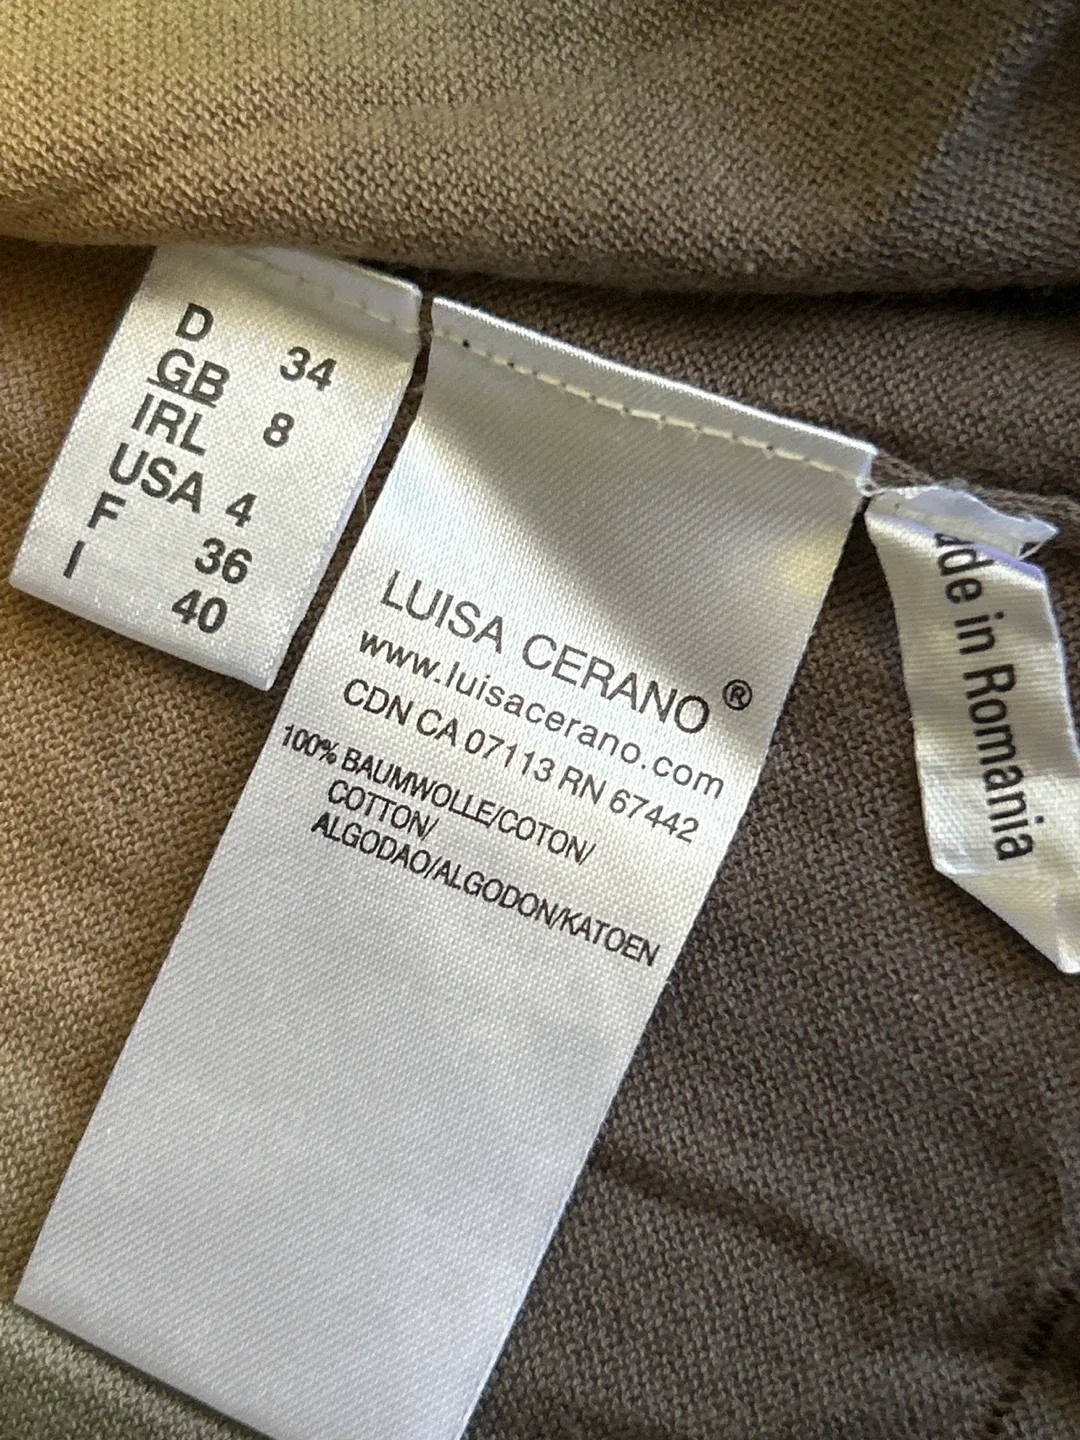 D 34
GB
IRL 8
USA 4
F 36
I 40
LUISA CERANO®
www.luisacerano.com
CDN CA 07113 RN 67442
100% BAUMWOLLE/COTON/
COTTON/
ALGODAO/ALGODON/KATOEN
ade in Romania